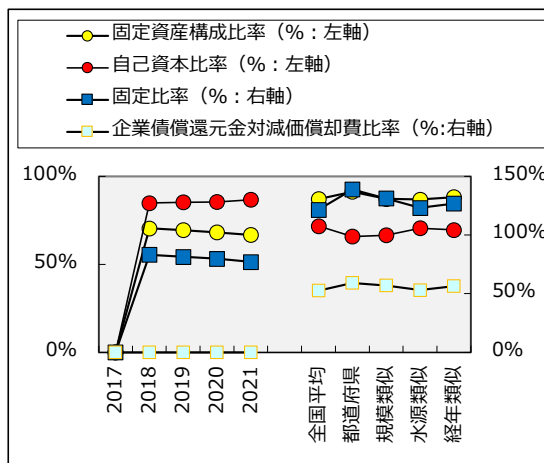 固定資産構成比率（%：左軸）
自己資本比率（%：左軸）
固定比率（%：右軸）
企業債償還元金対減価償却費比率（%:右軸）
100%
50%
0%
150%
100%
50%
0%
2017
2018
2019
2020
2021
全国平均
都道府県
規模類似
水源類似
経年類似